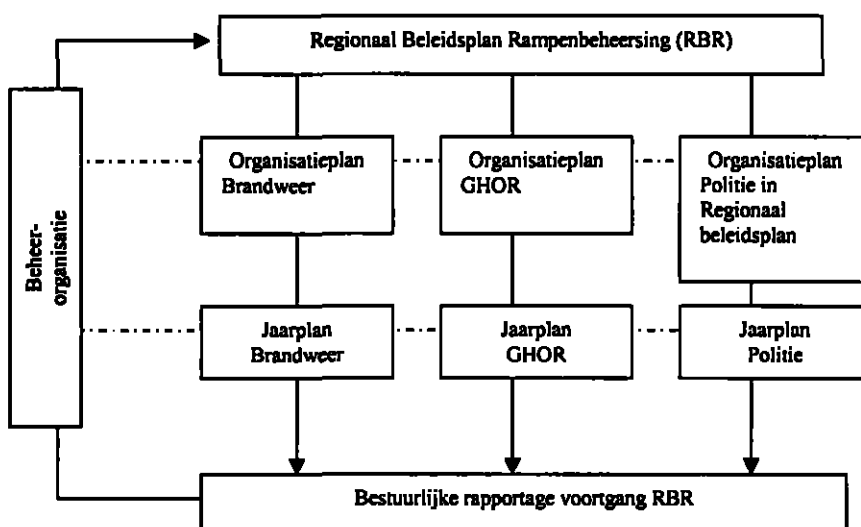 Regionaal Beleidsplan Rampenbeheersing (RBR)
Organisatieplan
Brandweer
Organisatieplan
GHOR
Organisatieplan
Politie in
Regionaal
beleidsplan
Beheer-
organisatie
Jaarplan
Brandweer
Jaarplan
GHOR
Jaarplan
Politie
Bestuurlijke rapportage voortgang RBR